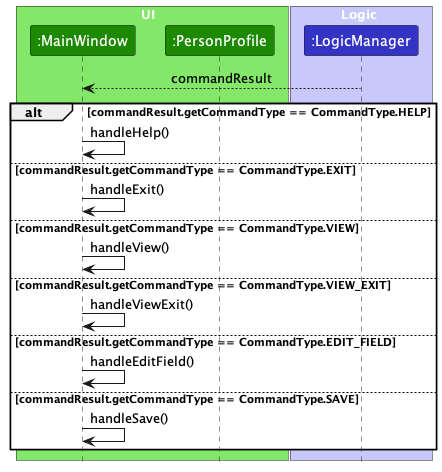 UI
Logic
:MainWindow
:PersonProfile
:LogicManager
commandResult
alt
[commandResult.getCommandType == CommandType.HELP]
handleHelp()
[commandResult.getCommandType == CommandType.EXIT]
handleExit()
[commandResult.getCommandType == CommandType.VIEW]
handleView()
[commandResult.getCommandType == CommandType.VIEW_EXIT]
handleViewExit()
[commandResult.getCommandType == CommandType.EDIT_FIELD]
handleEditField()
[commandResult.getCommandType == CommandType.SAVE]
handleSave()